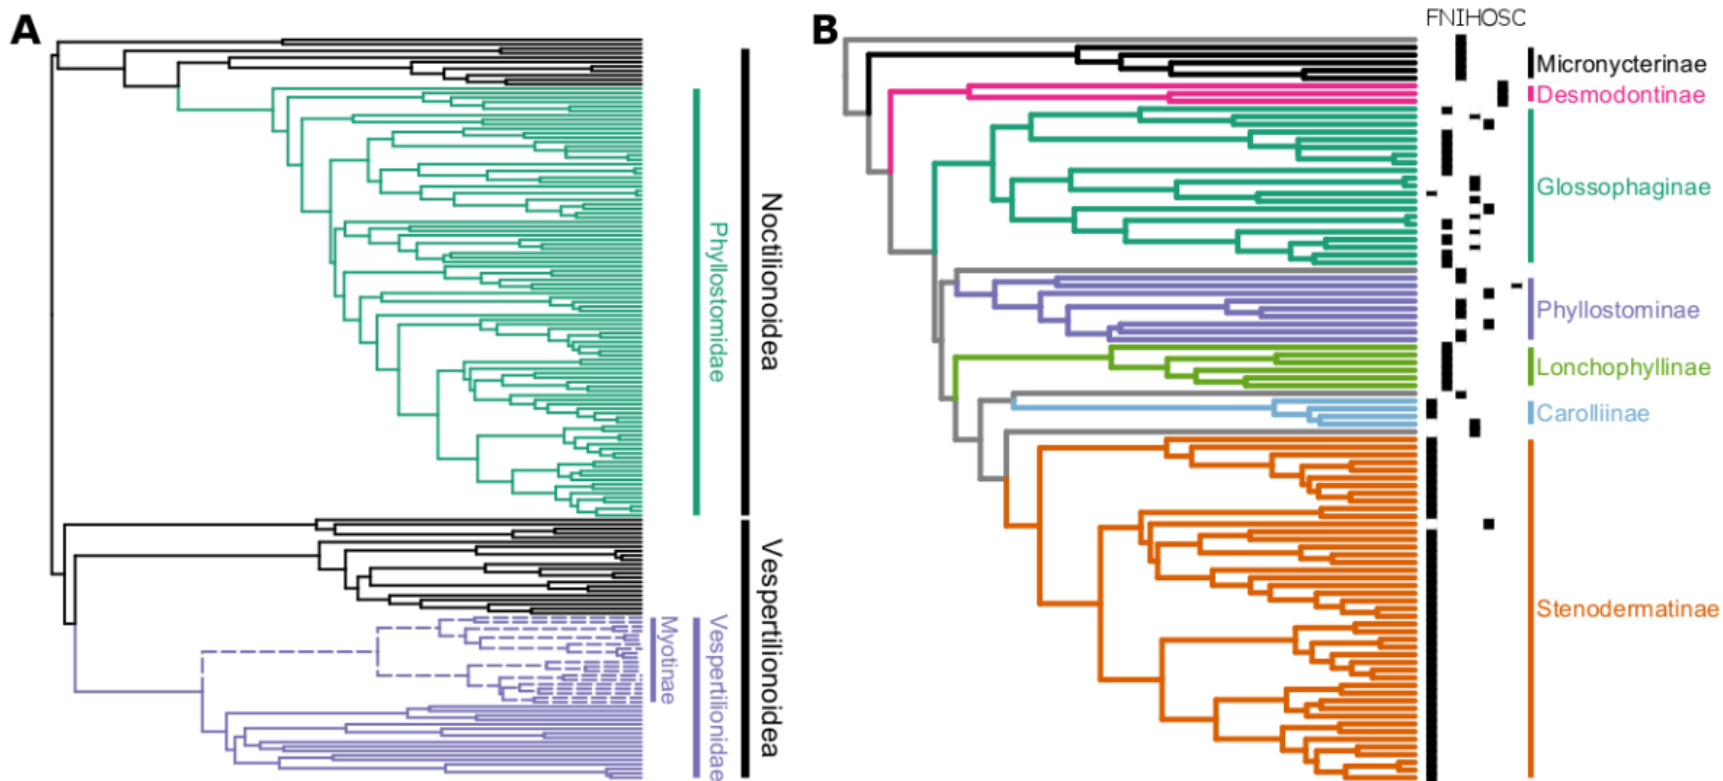 A
Noctilionoidea
Phyllostomidae
Vespertilionoidea
Vespertilionidae
Myotinae
B
FNIHOSC
Micronycterinae
Desmodontinae
Glossophaginae
Phyllostominae
Lonchophyllinae
Carolliinae
Stenodermatinae